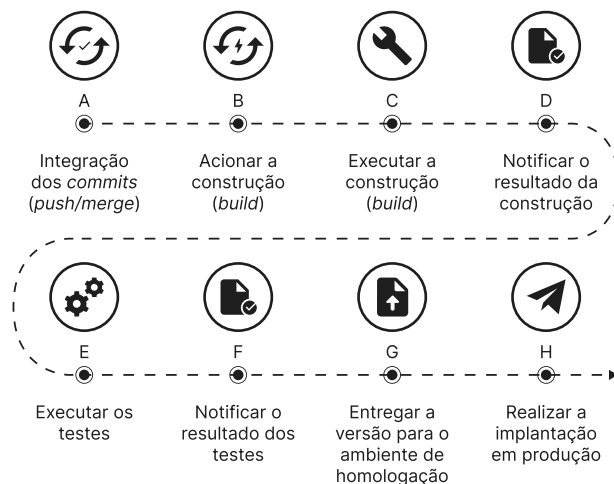 A
B
C
D
Integração
dos commits
(push/merge)
Acionar a
construção
(build)
Executar a
construção
(build)
Notificar o
resultado da
construção
E
F
G
H
Executar os
testes
Notificar o
resultado dos
testes
Entregar a
versão para o
ambiente de
homologação
Realizar a
implantação
em produção